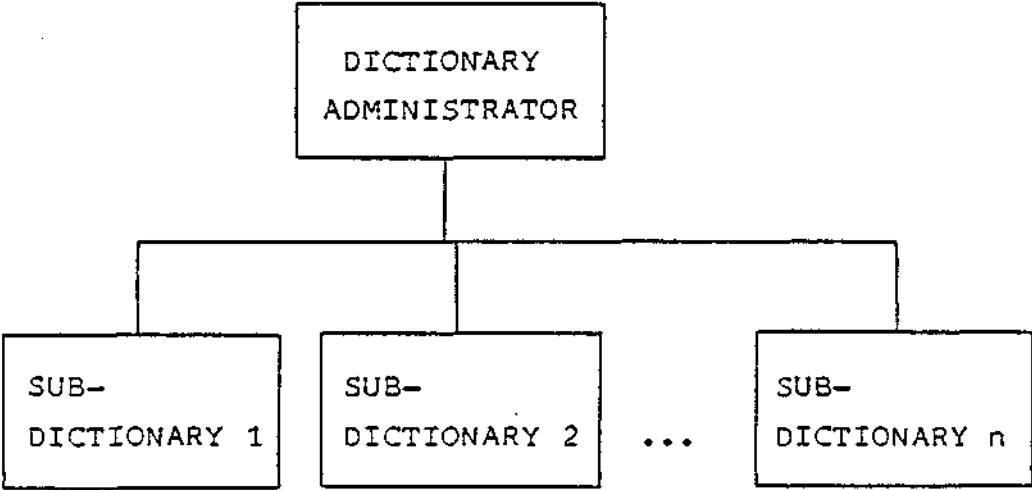 DICTIONARY
ADMINISTRATOR
SUB-
DICTIONARY 1
SUB-
DICTIONARY 2
...
SUB-
DICTIONARY n